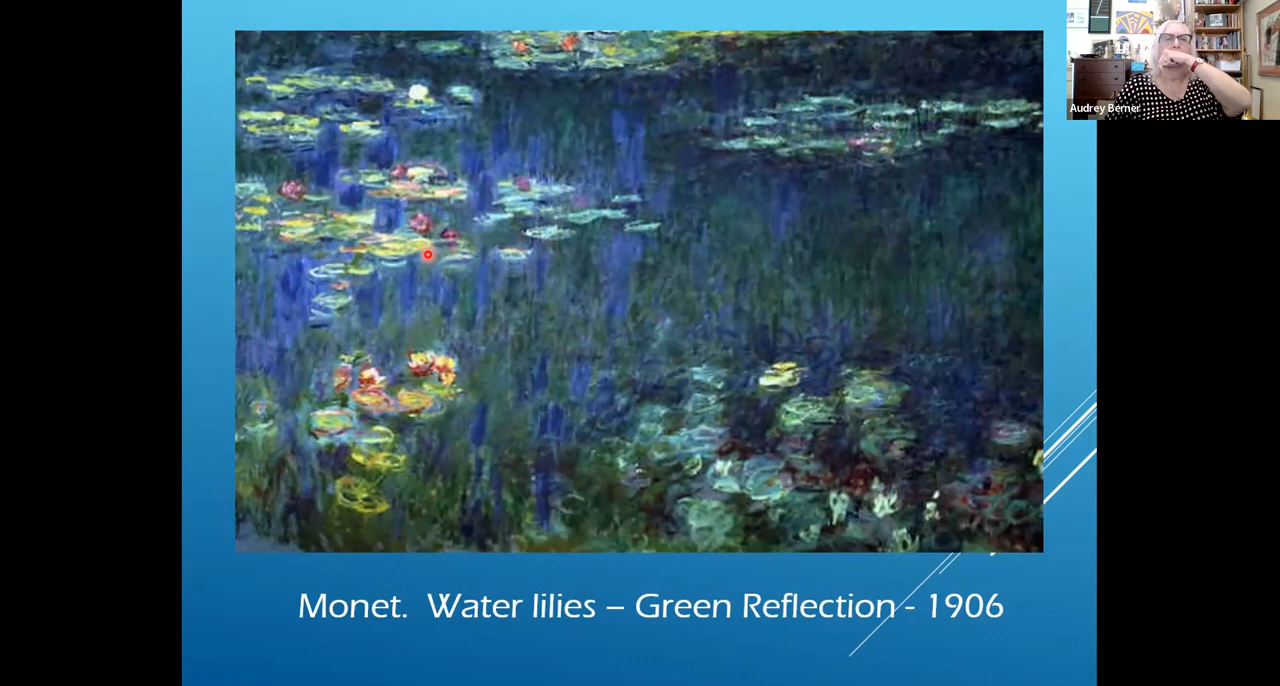 Audrey Berner
Monet. Water lilies – Green Reflection - 1906